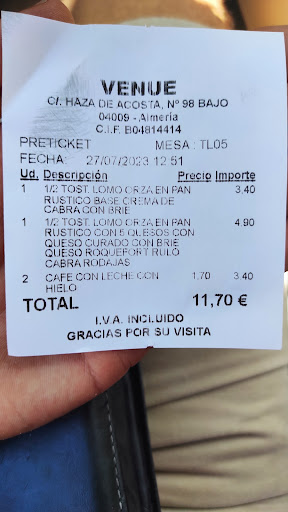 VENUE
C/. HAZA DE ACOSTA, Nº 98 BAJO
04009 - Almería
C.I.F. B04814414
PRETICKET MESA : TL05
FECHA: 27/07/2023 12:51
Ud. Descripción Precio Importe
1 1/2 TOST. LOMO ORZA EN PAN 3.40
RUSTICO BASE CREMA DE
CABRA CON BRIE
1 1/2 TOST. LOMO ORZA EN PAN 4.90
RUSTICO CON 5 QUESOS CON
QUESO CURADO CON BRIE
QUESO ROQUEFORT RULO
CABRA RODAJAS
2 CAFE CON LECHE CON 1,70 3.40
HIELO
TOTAL 11,70 €
I.V.A. INCLUIDO
GRACIAS POR SU VISITA